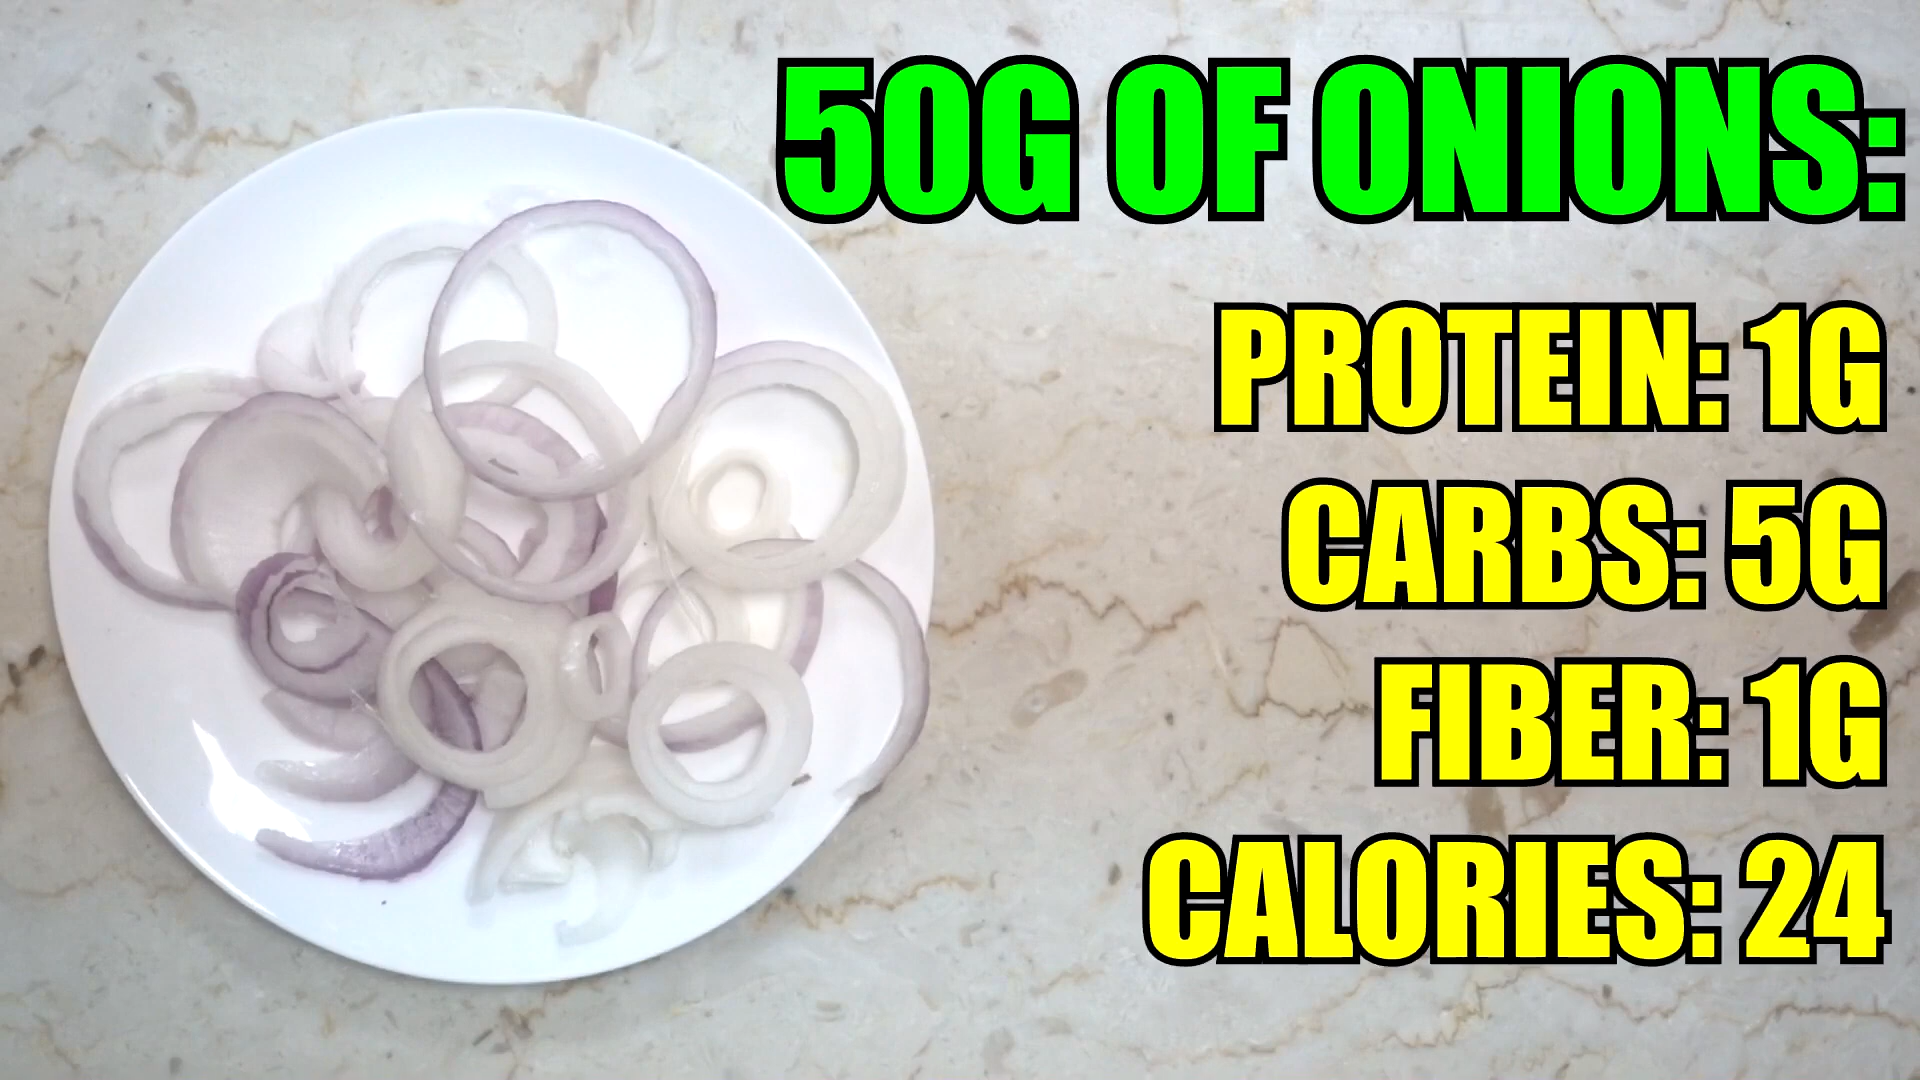 50G OF ONIONS:
PROTEIN: 1G
CARBS: 5G
FIBER: 1G
CALORIES: 24